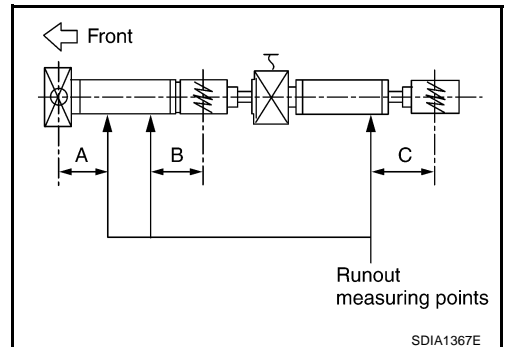 Front
A
B
C
Runout
measuring points
SDIA1367E